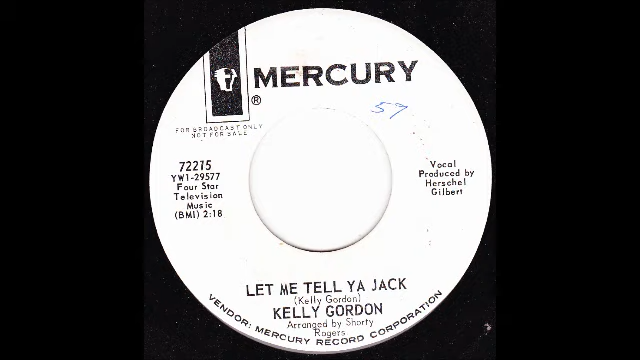 MERCURY
®
57
FOR BROADCAST ONLY
NOT FOR SALE
72215
YW1-29577
Four Star
Television
Music
(BMI) 2:18
Vocal
Produced by
Herschel
Gilbert
LET ME TELL YA JACK
(Kelly Gordon)
KELLY GORDON
Arranged by Shorty
Rogers
VENDOR: MERCURY RECORD CORPORATION